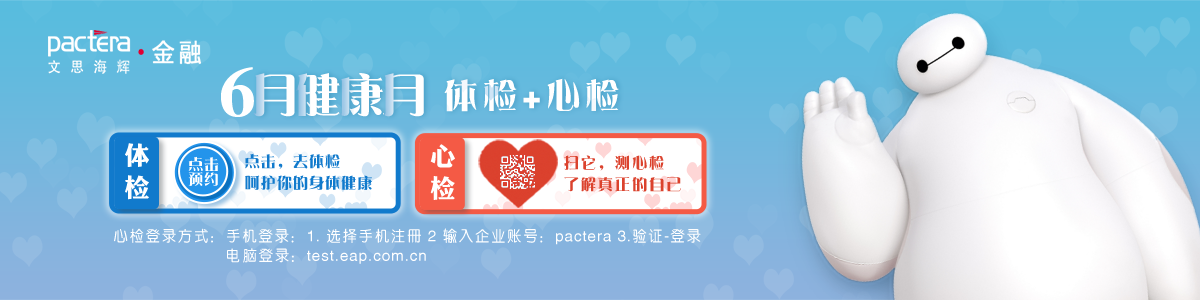 pactera
文思海辉
·金融
6月健康月 体检+心检
体检
点击
预约
点击，去体检
呵护你的身体健康
心检
扫它，测心检
了解真正的自己
心检登录方式：手机登录：1. 选择手机注册 2 输入企业账号：pactera 3.验证-登录
电脑登录：test.eap.com.cn